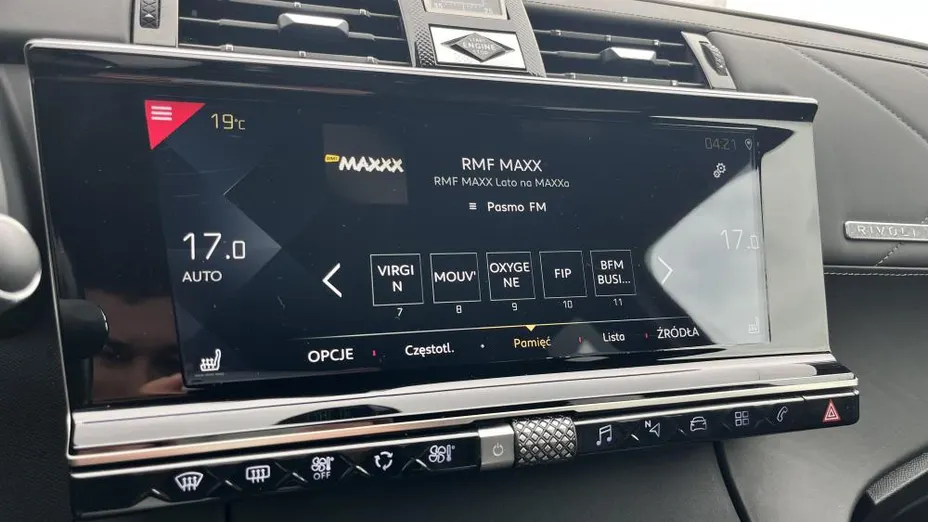 START
ENGINE
STOP
19°C
RMF MAXXX
RMF MAXX
04:21
RMF MAXX Lato na MAXXa
Pasmo FM
RIVOLI
17.0
AUTO
17.0
VIRGI
N
MOUV'
OXYGE
NE
FIP
BFM
BUSI...
7 8 9 10 11
OPCJE Częstotl. Pamięć Lista ŹRÓDŁA
OFF
N